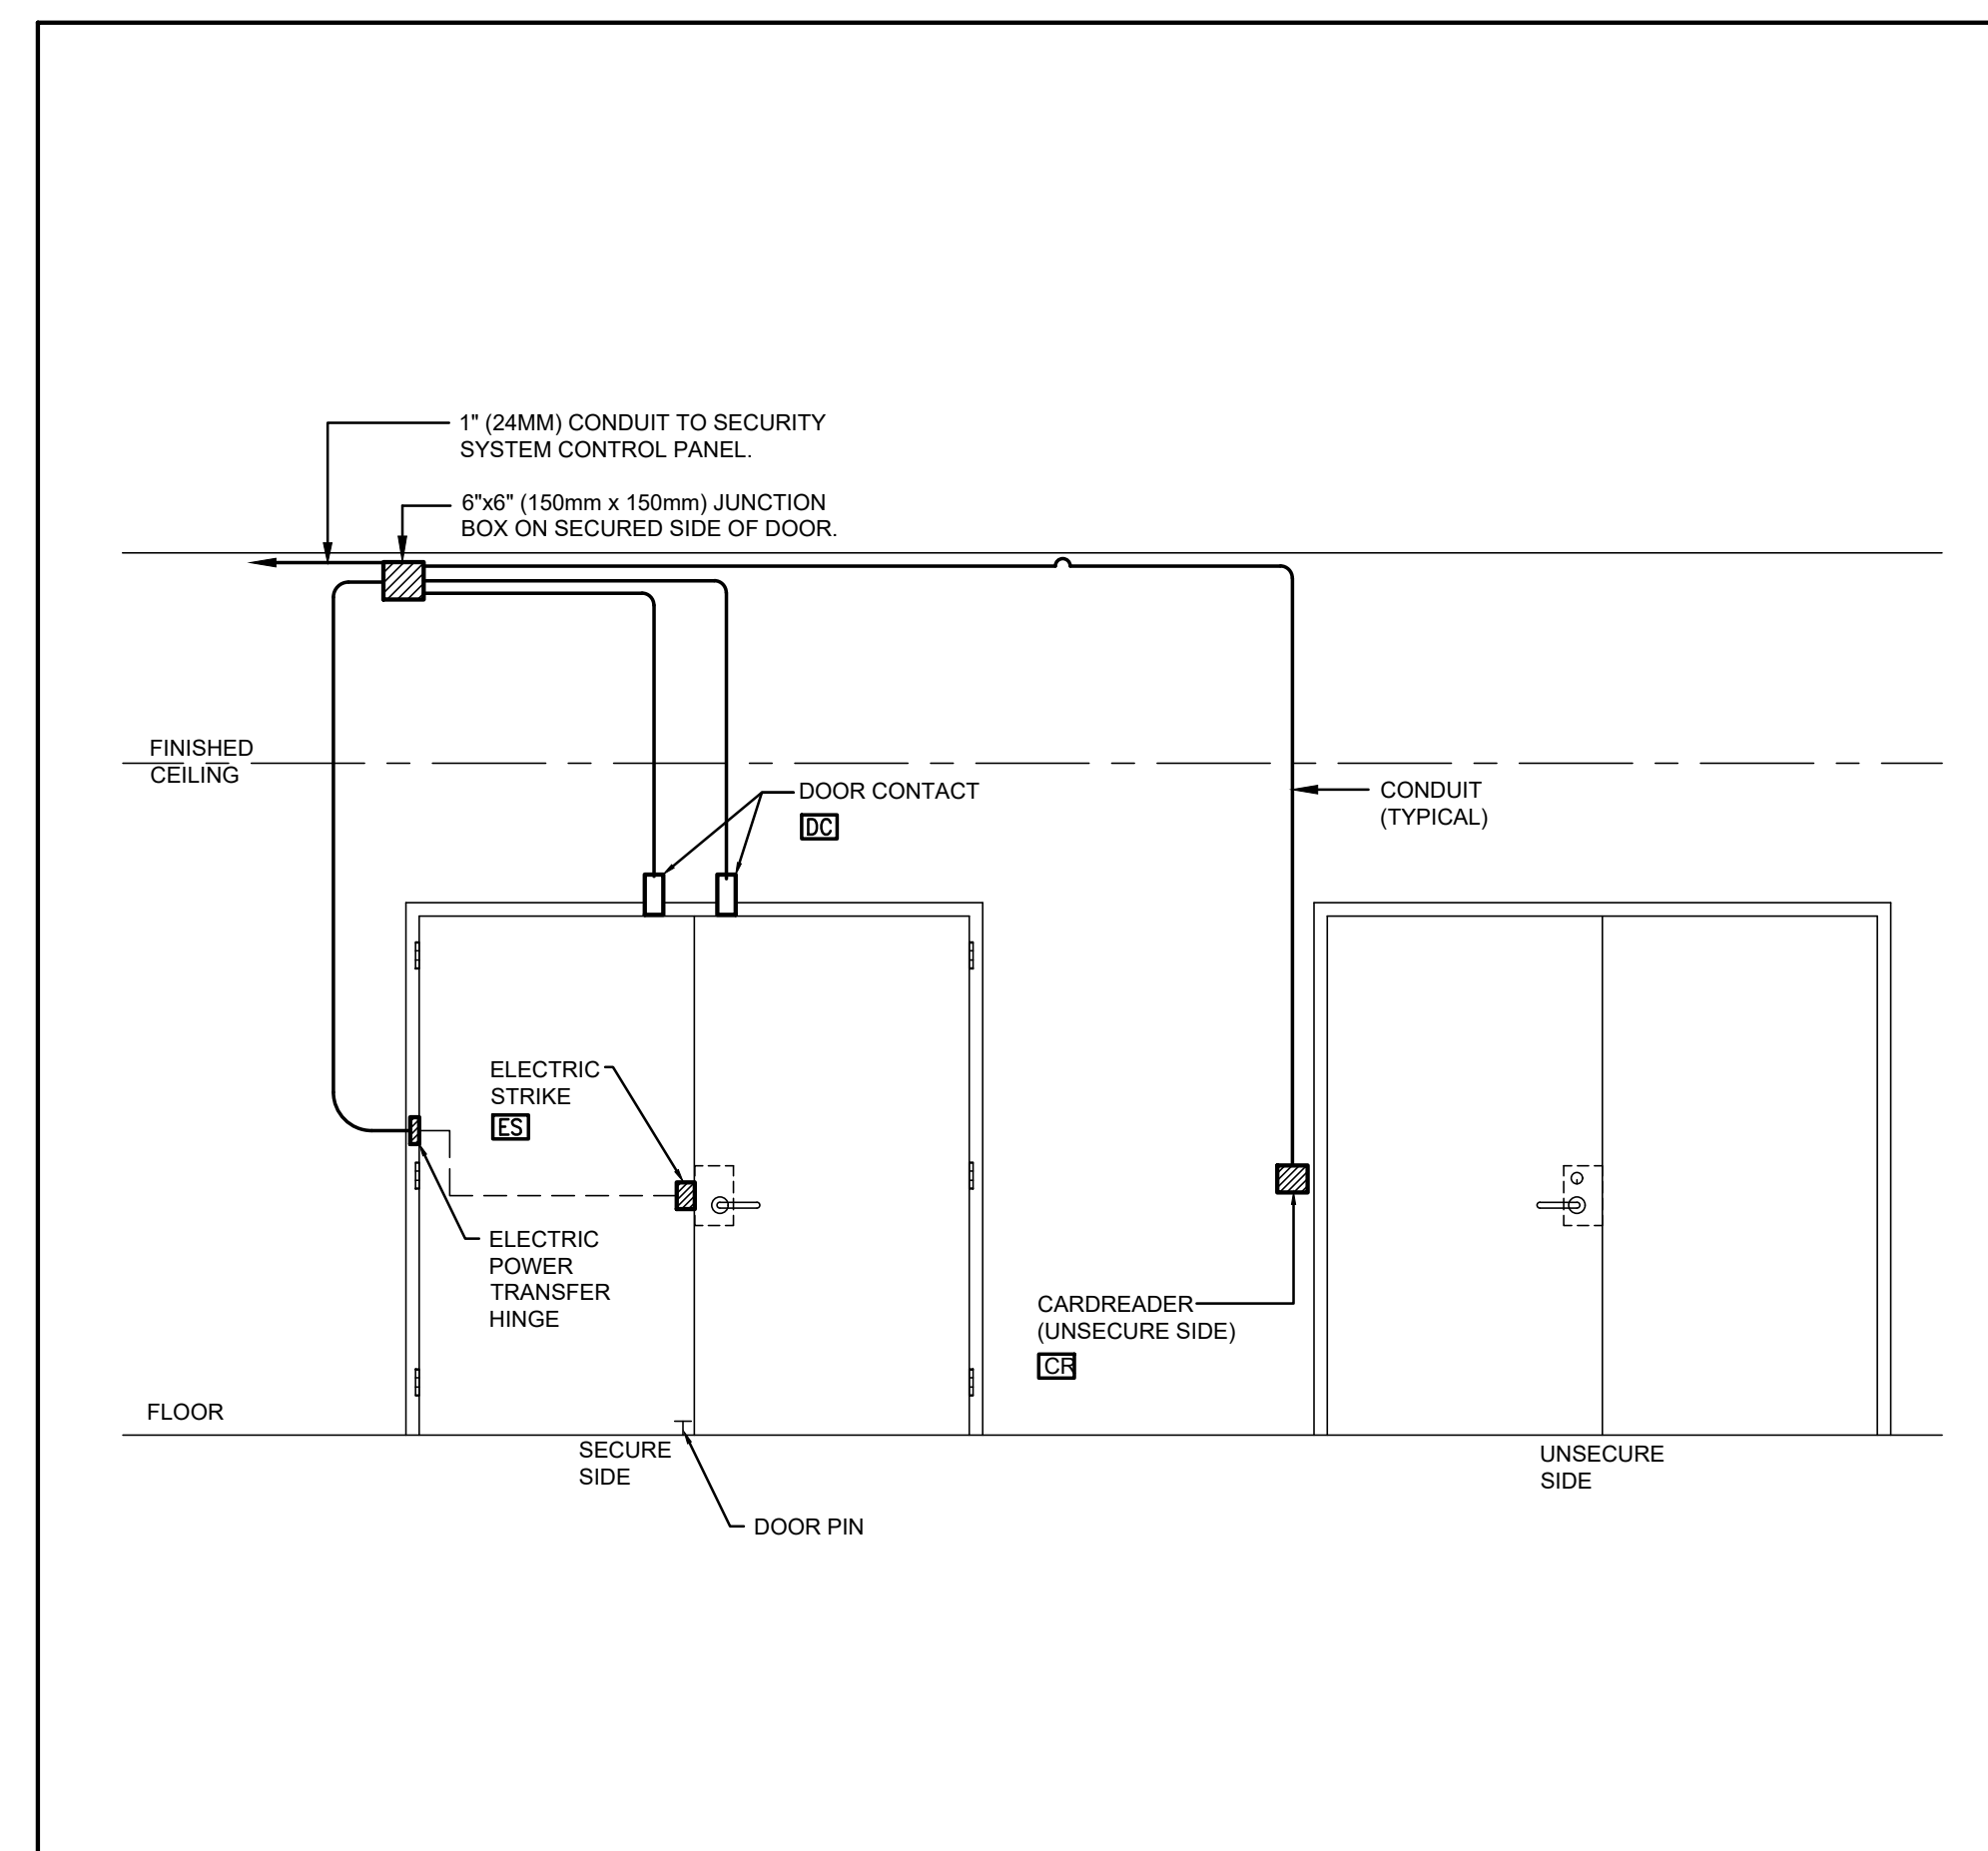 1" (24MM) CONDUIT TO SECURITY
SYSTEM CONTROL PANEL.
6"x6" (150mm x 150mm) JUNCTION
BOX ON SECURED SIDE OF DOOR.
FINISHED
CEILING
DOOR CONTACT
DC
CONDUIT
(TYPICAL)
ELECTRIC
STRIKE
ES
ELECTRIC
POWER
TRANSFER
HINGE
CARDREADER
(UNSECURE SIDE)
CR
FLOOR
SECURE
SIDE
UNSECURE
SIDE
DOOR PIN